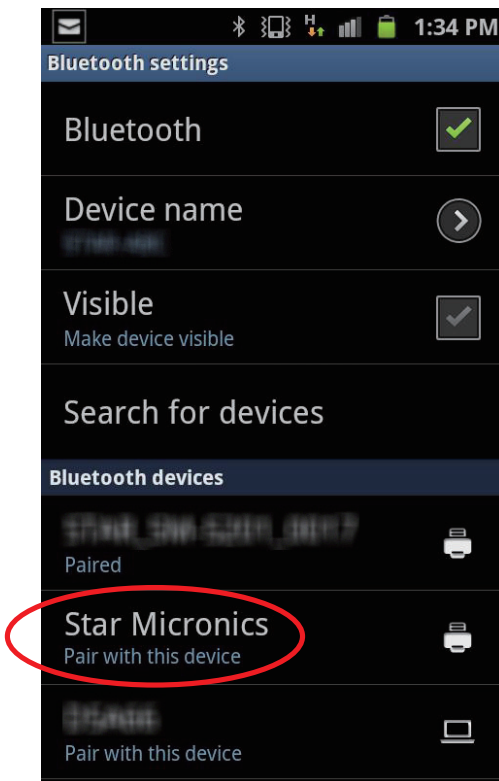 H
1:34 PM
Bluetooth settings
Bluetooth
Device name
Visible
Make device visible
Search for devices
Bluetooth devices
Paired
Star Micronics
Pair with this device
Pair with this device